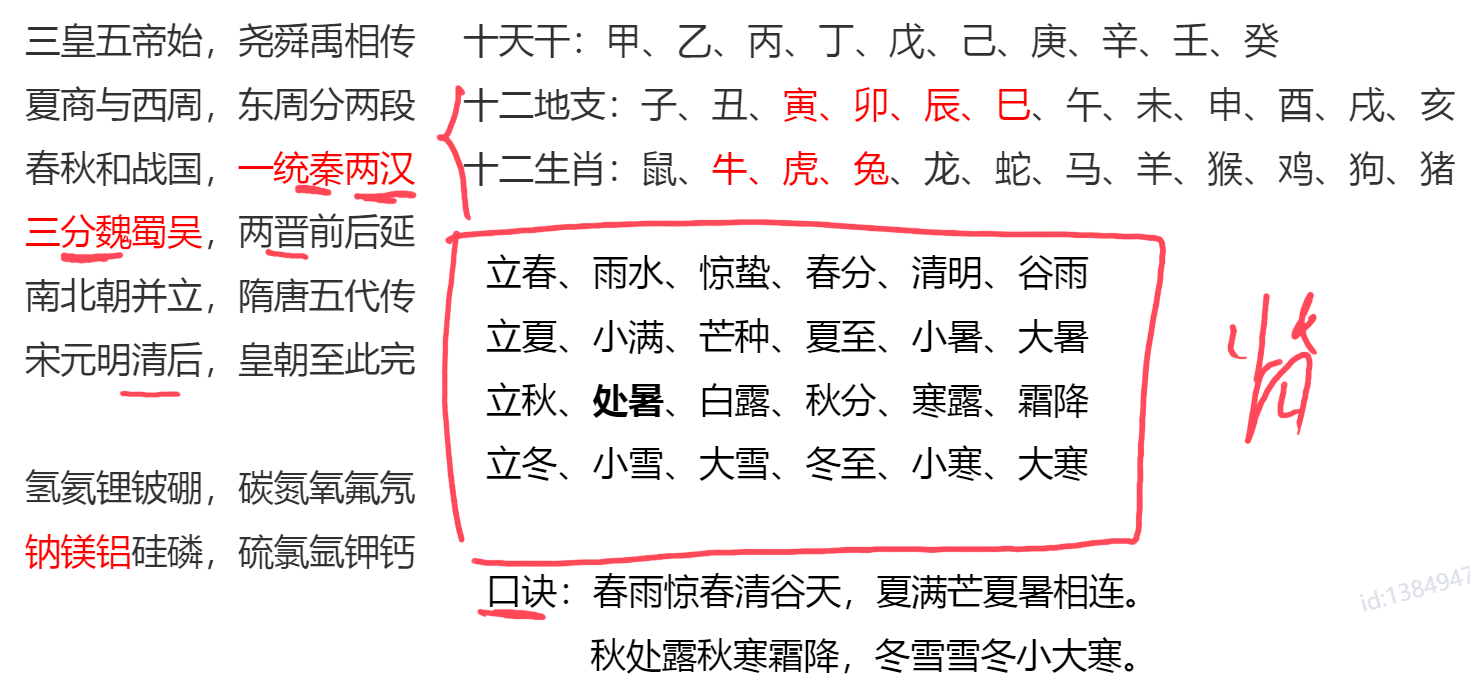 三皇五帝始，尧舜禹相传
夏商与西周，东周分两段
春秋和战国，一统秦两汉
三分魏蜀吴，两晋前后延
南北朝并立，隋唐五代传
宋元明清后，皇朝至此完
氢氦锂铍硼，碳氮氧氟氖
钠镁铝硅磷，硫氯氩钾钙
十天干：甲、乙、丙、丁、戊、己、庚、辛、壬、癸
十二地支：子、丑、寅、卯、辰、巳、午、未、申、酉、戌、亥
十二生肖：鼠、牛、虎、兔、龙、蛇、马、羊、猴、鸡、狗、猪
立春、雨水、惊蛰、春分、清明、谷雨
立夏、小满、芒种、夏至、小暑、大暑
立秋、处暑、白露、秋分、寒露、霜降
立冬、小雪、大雪、冬至、小寒、大寒
口诀：春雨惊春清谷天，夏满芒夏暑相连。
秋处露秋寒霜降，冬雪雪冬小大寒。
id:1384947